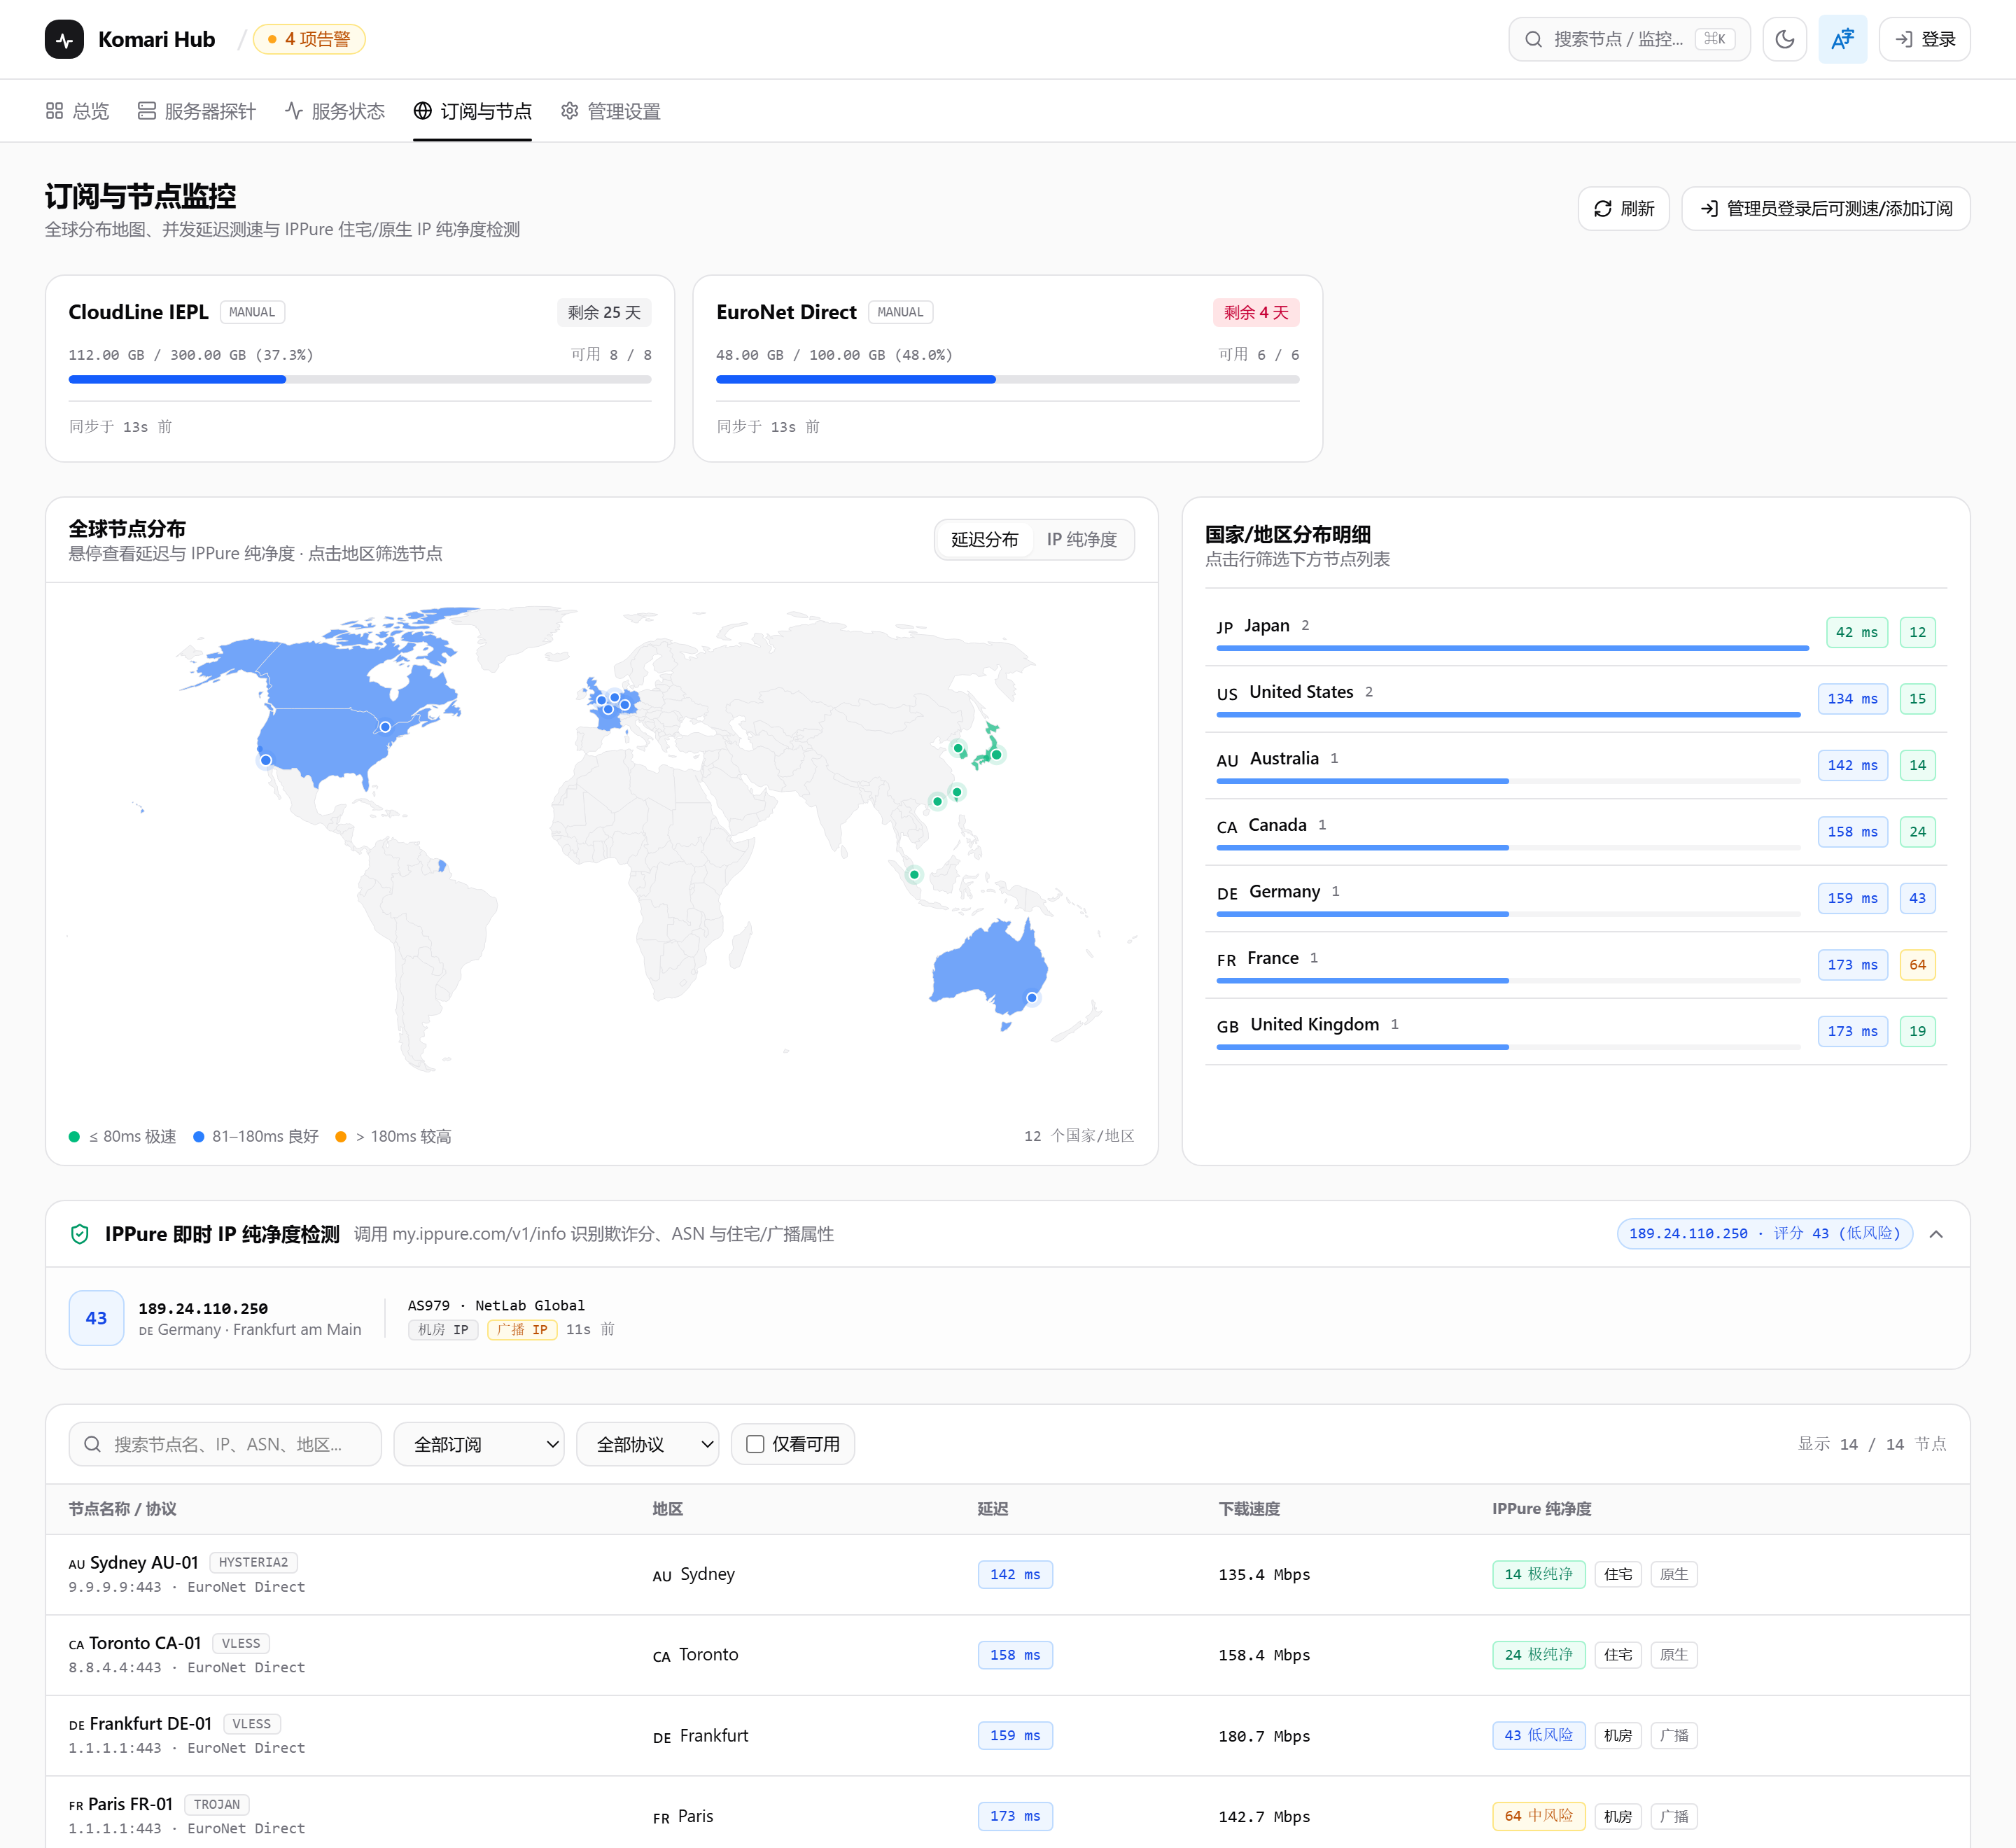 Komari Hub / 4 项告警
搜索节点 / 监控... ⌘K
登录
总览
服务器探针
服务状态
订阅与节点
管理设置
订阅与节点监控
全球分布地图、并发延迟测速与 IPPure 住宅/原生 IP 纯净度检测
刷新
管理员登录后可测速/添加订阅
CloudLine IEPL MANUAL 剩余 25 天
112.00 GB / 300.00 GB (37.3%) 可用 8 / 8
同步于 13s 前
EuroNet Direct MANUAL 剩余 4 天
48.00 GB / 100.00 GB (48.0%) 可用 6 / 6
同步于 13s 前
全球节点分布
悬停查看延迟与 IPPure 纯净度 · 点击地区筛选节点
延迟分布 IP 纯净度
≤ 80ms 极速 81–180ms 良好 > 180ms 较高
12 个国家/地区
国家/地区分布明细
点击行筛选下方节点列表
JP Japan 2 42 ms 12
US United States 2 134 ms 15
AU Australia 1 142 ms 14
CA Canada 1 158 ms 24
DE Germany 1 159 ms 43
FR France 1 173 ms 64
GB United Kingdom 1 173 ms 19
IPPure 即时 IP 纯净度检测 调用 my.ippure.com/v1/info 识别欺诈分、ASN 与住宅/广播属性
189.24.110.250 · 评分 43 (低风险)
43
189.24.110.250
DE Germany · Frankfurt am Main
AS979 · NetLab Global
机房 IP 广播 IP 11s 前
搜索节点名、IP、ASN、地区...
全部订阅
全部协议
仅看可用
显示 14 / 14 节点
节点名称 / 协议 地区 延迟 下载速度 IPPure 纯净度
AU Sydney AU-01 HYSTERIA2
9.9.9.9:443 · EuroNet Direct
AU Sydney 142 ms 135.4 Mbps 14 极纯净 住宅 原生
CA Toronto CA-01 VLESS
8.8.4.4:443 · EuroNet Direct
CA Toronto 158 ms 158.4 Mbps 24 极纯净 住宅 原生
DE Frankfurt DE-01 VLESS
1.1.1.1:443 · EuroNet Direct
DE Frankfurt 159 ms 180.7 Mbps 43 低风险 机房 广播
FR Paris FR-01 TROJAN
1.1.1.1:443 · EuroNet Direct
FR Paris 173 ms 142.7 Mbps 64 中风险 机房 广播